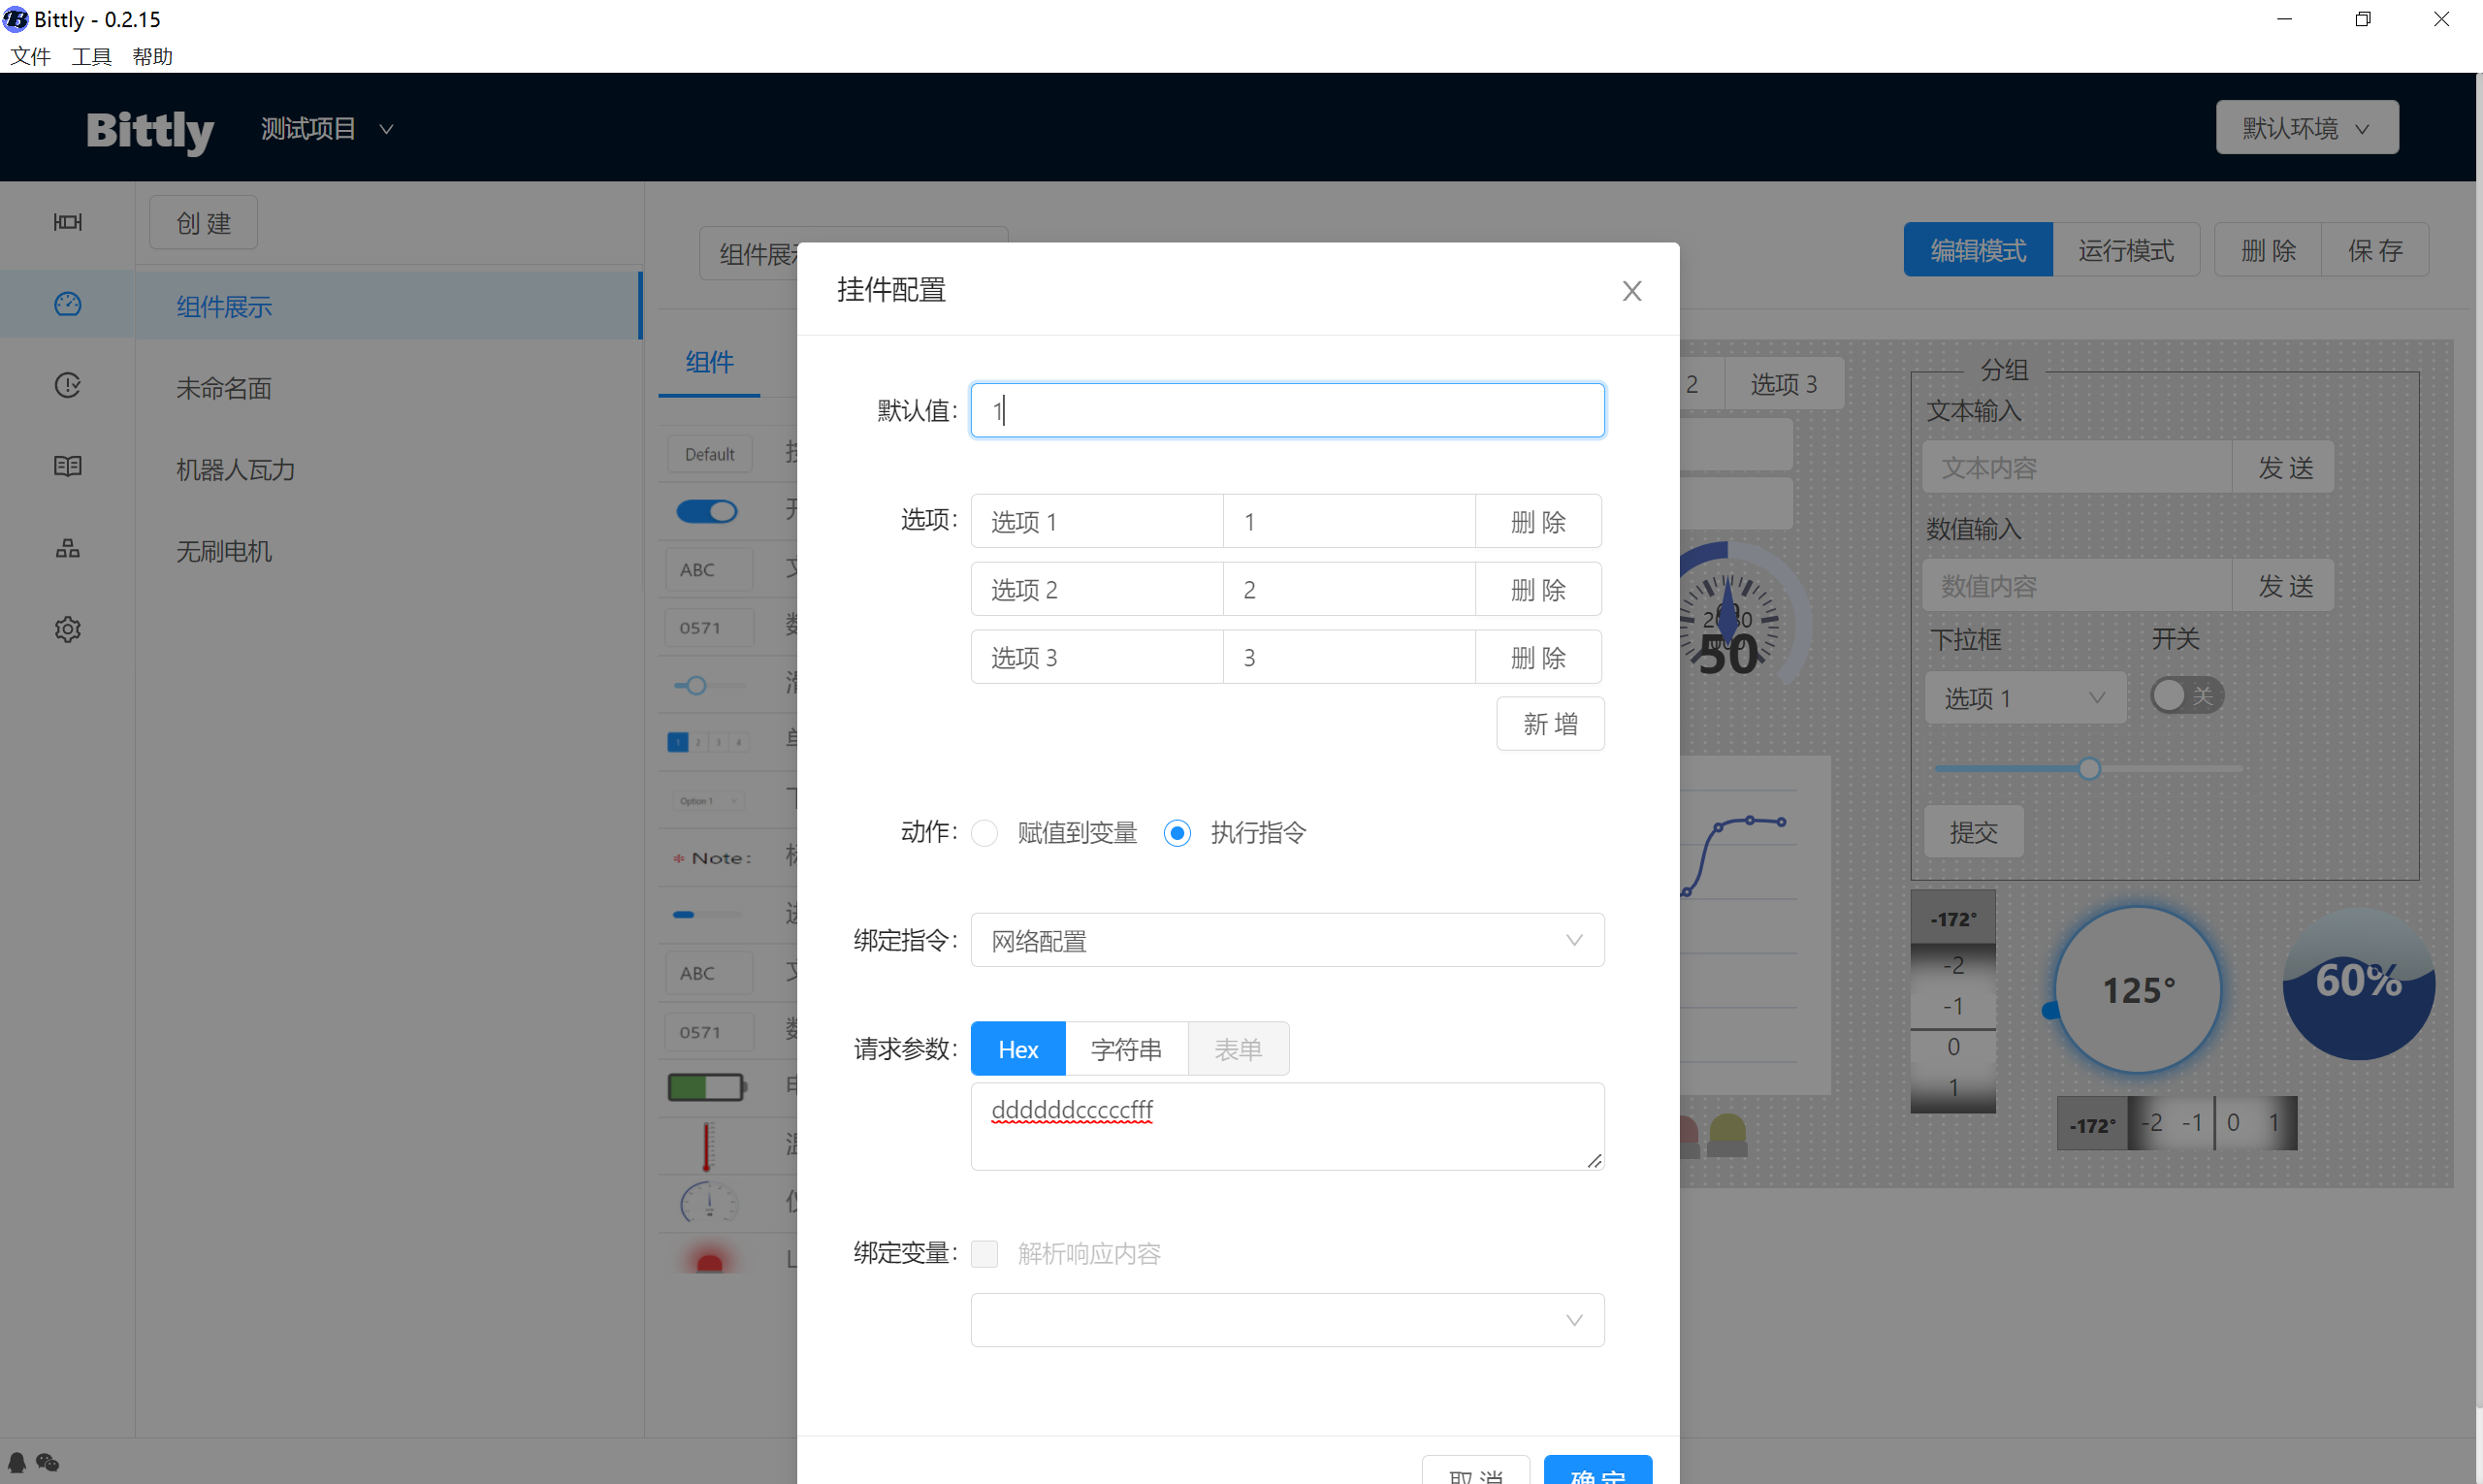 Bittly - 0.2.15
文件 工具 帮助
Bittly 测试项目 默认环境
创 建
组件展示
未命名面
机器人瓦力
无刷电机
组件展
编辑模式 运行模式 删 除 保 存
组件
Default
ABC
0571
1 2 3 4
Option 1
* Note:
ABC
0571
挂件配置
默认值: 1
选项: 选项 1 1 删 除
选项 2 2 删 除
选项 3 3 删 除
新 增
动作: 赋值到变量 执行指令
绑定指令: 网络配置
请求参数: Hex 字符串 表单
ddddddcccccfff
绑定变量: 解析响应内容
取 消 确 定
2 选项 3
50
分组
文本输入
文本内容 发 送
数值输入
数值内容 发 送
下拉框 开关
选项 1 关
提交
-172°
-2
-1
0
1
125°
60%
-172° -2 -1 0 1